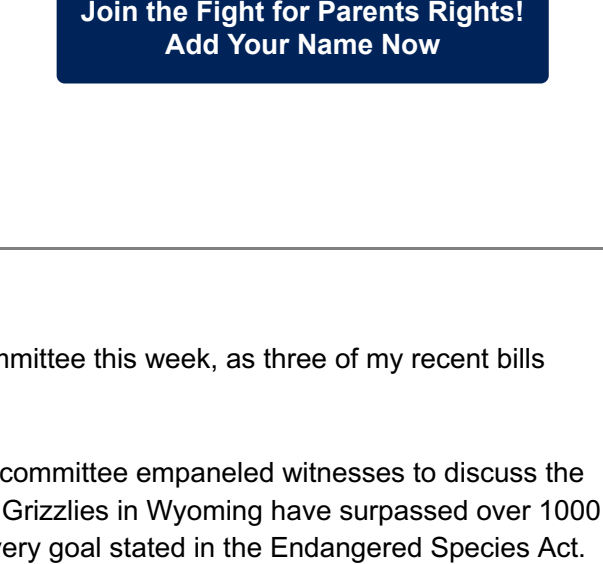 Join the Fight for Parents Rights!
Add Your Name Now
this week, as three of my recent bills
committee empaneled witnesses to discuss the
Grizzlies in Wyoming have surpassed over 1000
goal stated in the Endangered Species Act.